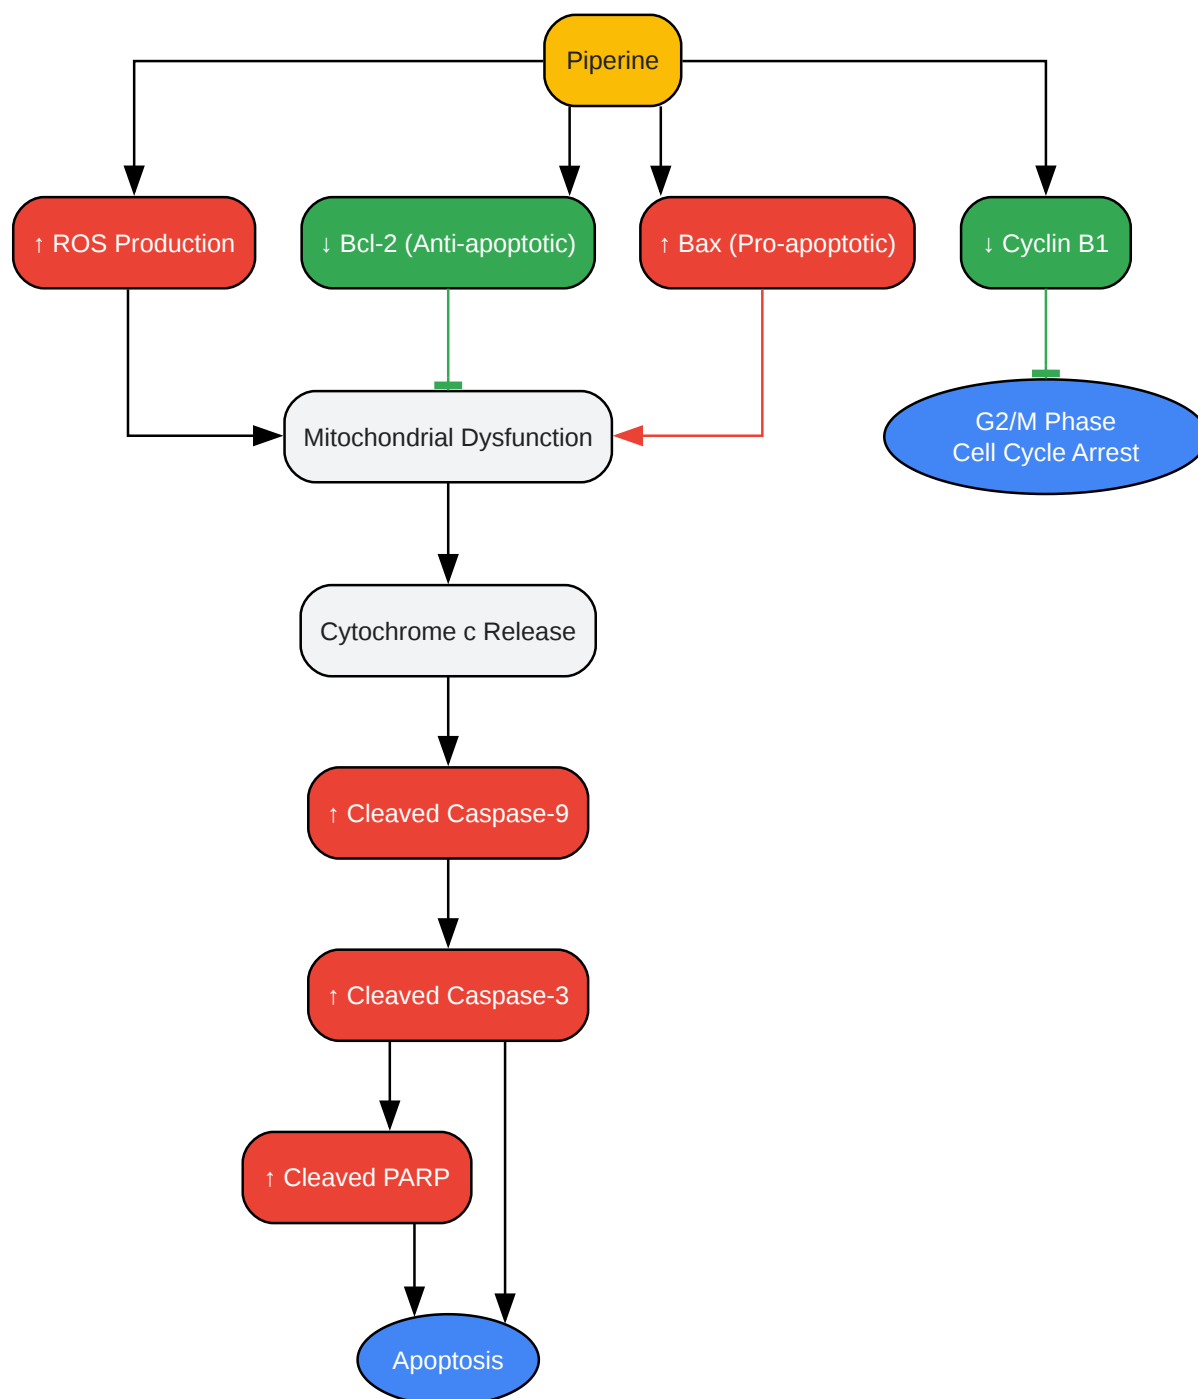 Piperine
↑ ROS Production
↓ Bcl-2 (Anti-apoptotic)
↑ Bax (Pro-apoptotic)
↓ Cyclin B1
Mitochondrial Dysfunction
G2/M Phase
Cell Cycle Arrest
Cytochrome c Release
↑ Cleaved Caspase-9
↑ Cleaved Caspase-3
↑ Cleaved PARP
Apoptosis